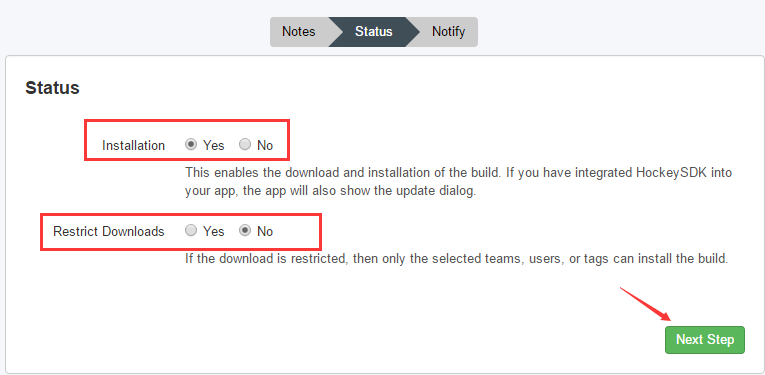 Notes Status Notify
Status
Installation Yes No
This enables the download and installation of the build. If you have integrated HockeySDK into
your app, the app will also show the update dialog.
Restrict Downloads Yes No
If the download is restricted, then only the selected teams, users, or tags can install the build.
Next Step